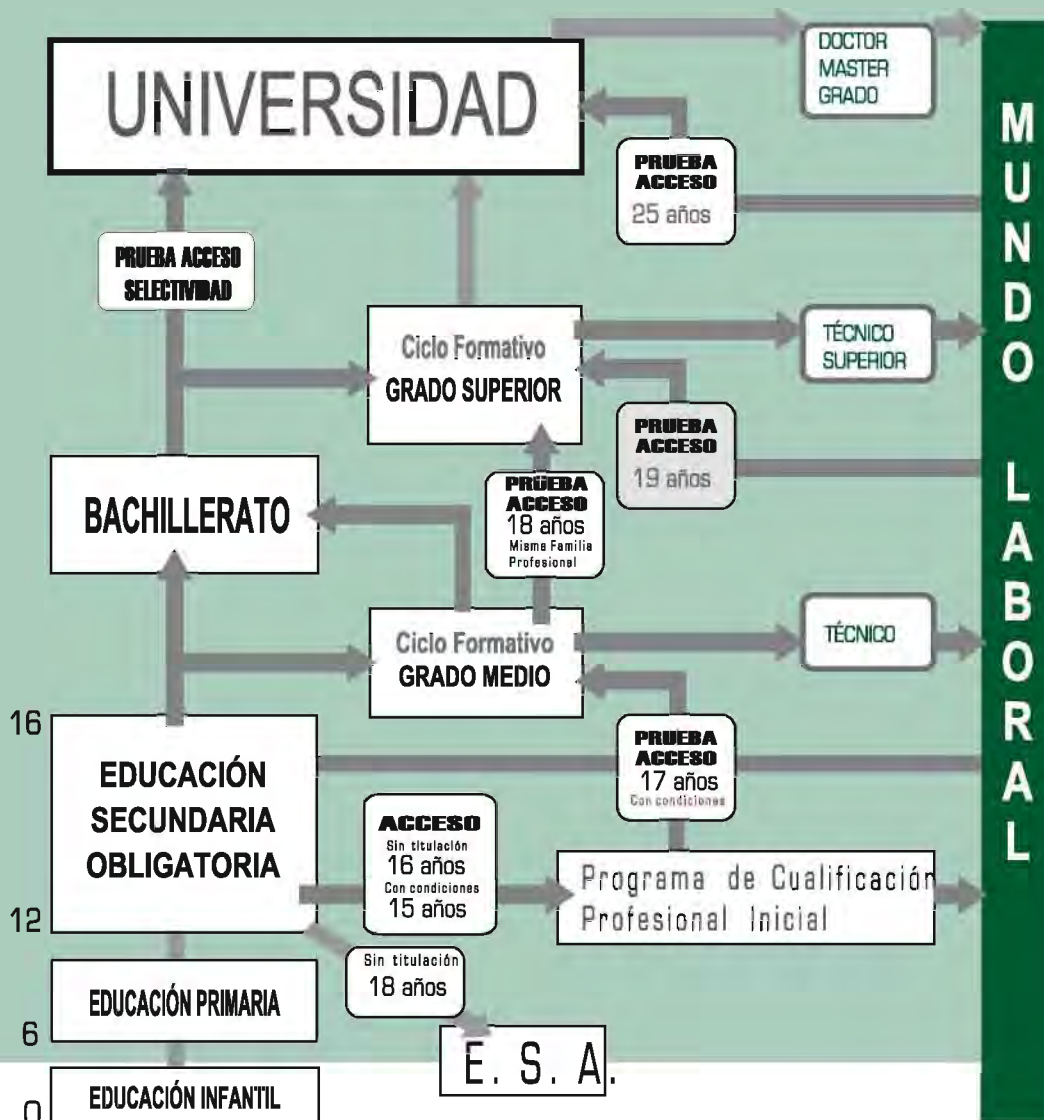 UNIVERSIDAD
DOCTOR
MASTER
GRADO
PRUEBA
ACCESO
25 años
PRUEBA ACCESO
SELECTIVIDAD
Ciclo Formativo
GRADO SUPERIOR
TÉCNICO
SUPERIOR
PRUEBA
ACCESO
19 años
BACHILLERATO
PRUEBA
ACCESO
18 años
Misma Familia
Profesional
Ciclo Formativo
GRADO MEDIO
TÉCNICO
16
EDUCACIÓN
SECUNDARIA
OBLIGATORIA
PRUEBA
ACCESO
17 años
Con condiciones
ACCESO
Sin titulación
16 años
Con condiciones
15 años
Programa de Cualificación
Profesional Inicial
12
Sin titulación
18 años
EDUCACIÓN PRIMARIA
6
E. S. A.
EDUCACIÓN INFANTIL
0
MUNDO LABORAL